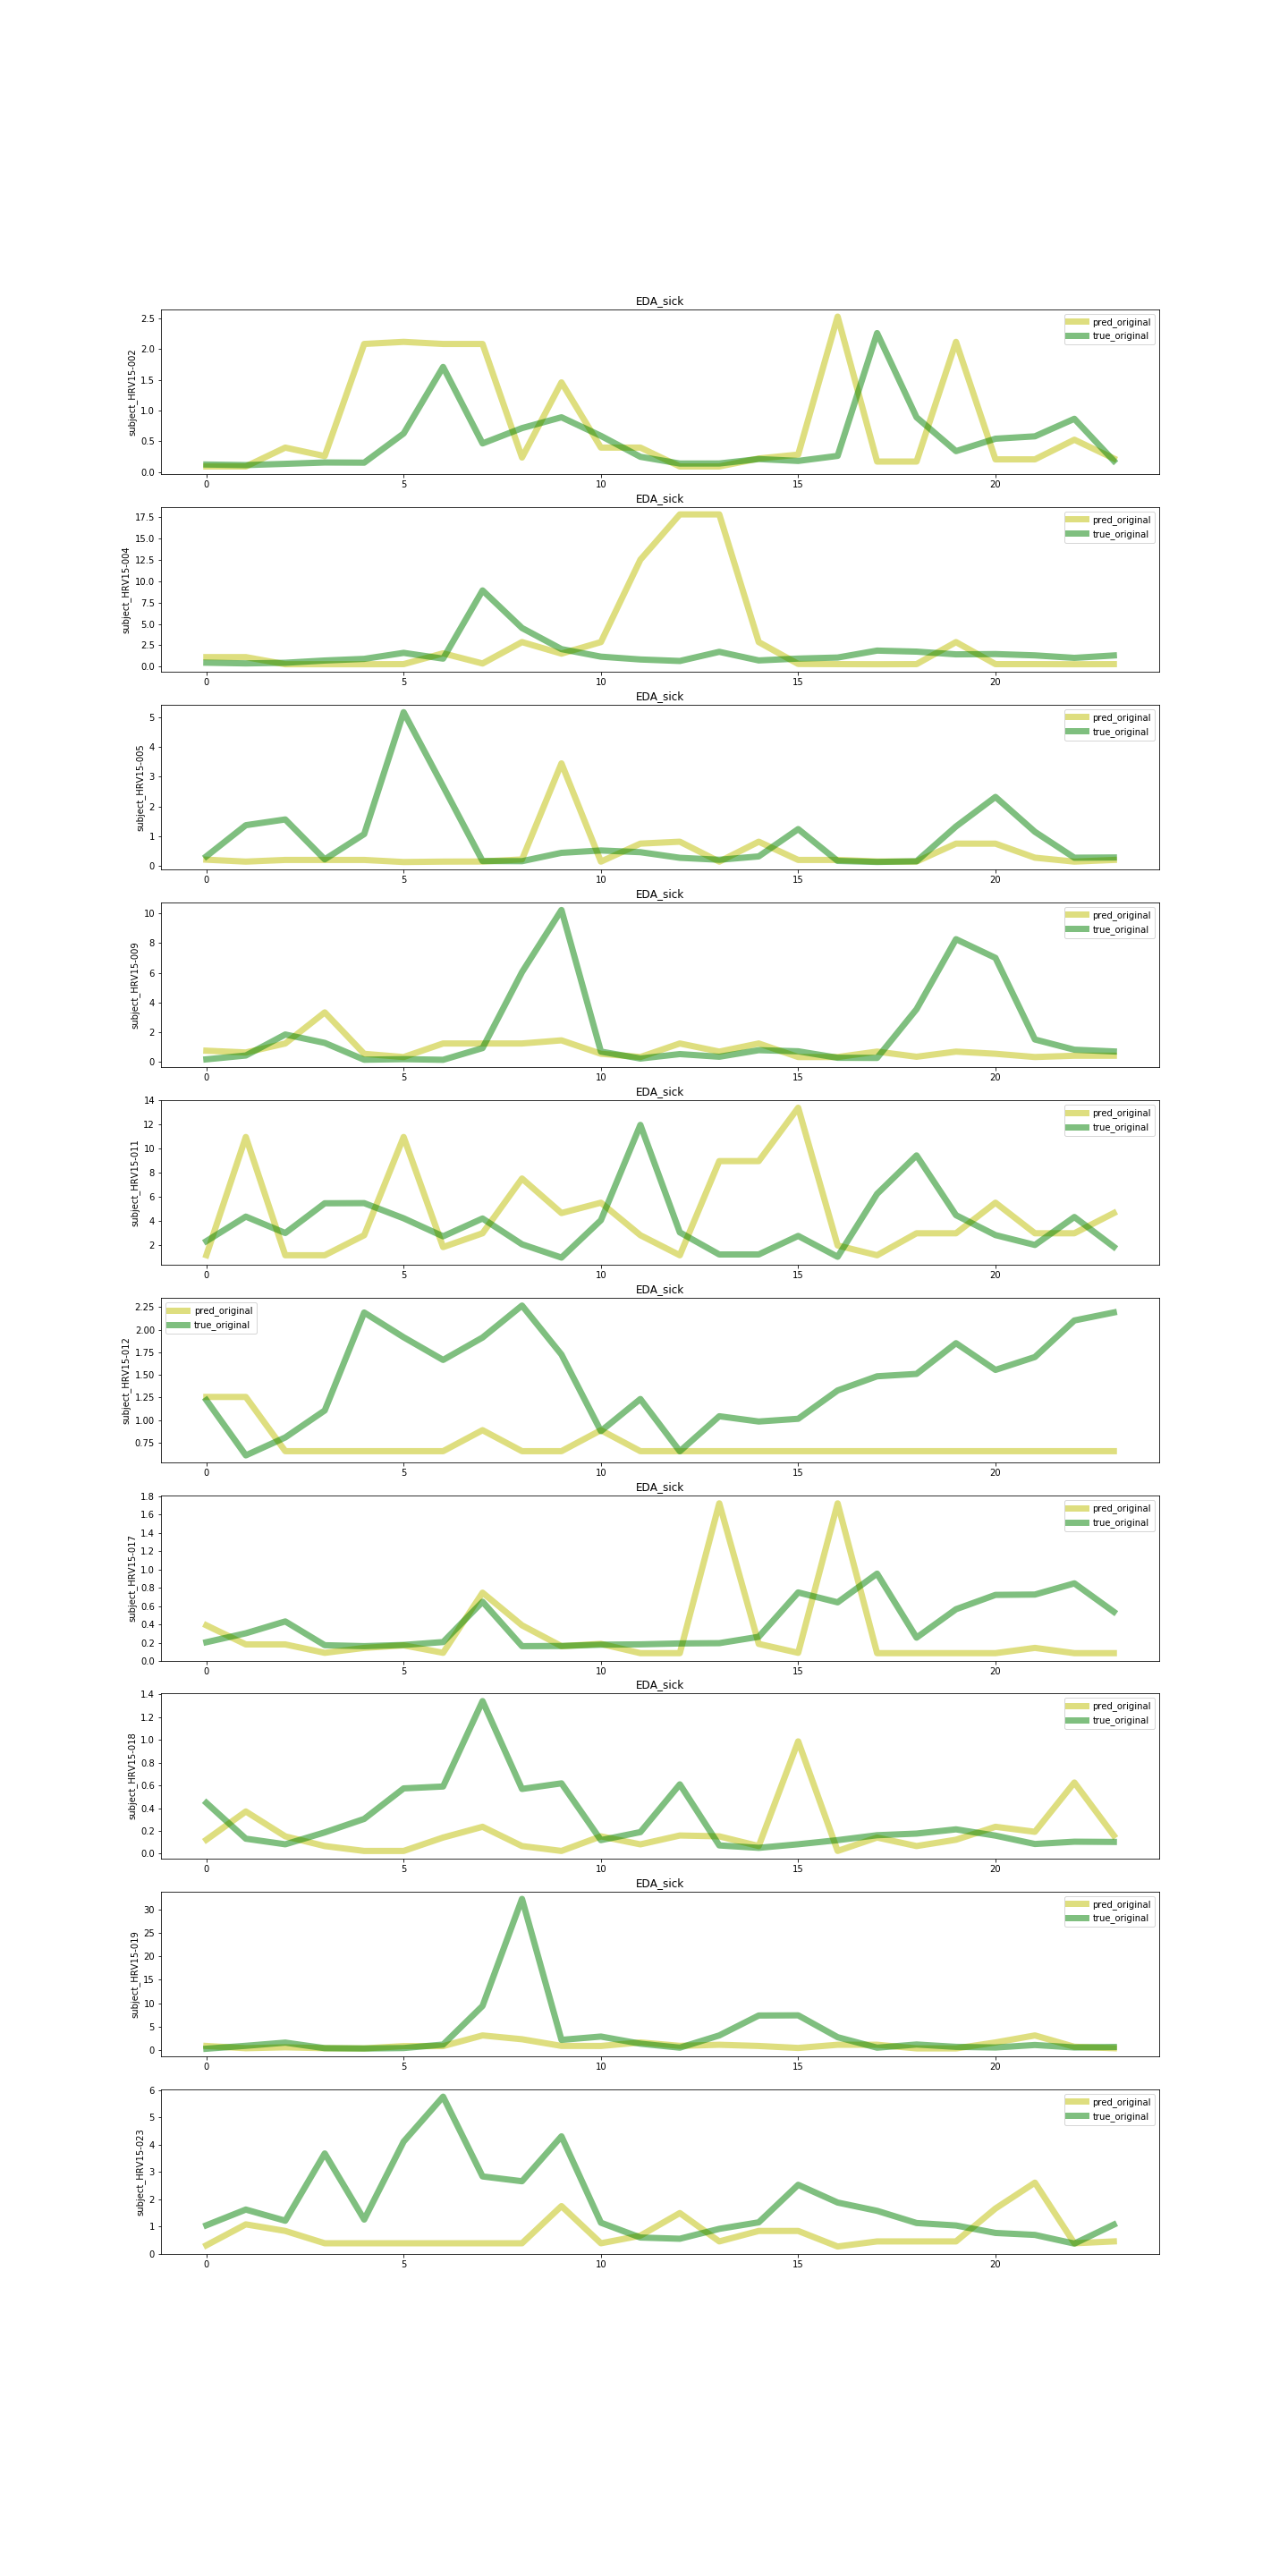 EDA_sick
subject_HRV15-002
2.5
2.0
1.5
1.0
0.5
0.0
pred_original
true_original
0 5 10 15 20
EDA_sick
subject_HRV15-004
17.5
15.0
12.5
10.0
7.5
5.0
2.5
0.0
pred_original
true_original
0 5 10 15 20
EDA_sick
subject_HRV15-005
5
4
3
2
1
0
pred_original
true_original
0 5 10 15 20
EDA_sick
subject_HRV15-009
10
8
6
4
2
0
pred_original
true_original
0 5 10 15 20
EDA_sick
subject_HRV15-011
14
12
10
8
6
4
2
pred_original
true_original
0 5 10 15 20
EDA_sick
subject_HRV15-012
2.25
2.00
1.75
1.50
1.25
1.00
0.75
pred_original
true_original
0 5 10 15 20
EDA_sick
subject_HRV15-017
1.8
1.6
1.4
1.2
1.0
0.8
0.6
0.4
0.2
0.0
pred_original
true_original
0 5 10 15 20
EDA_sick
subject_HRV15-018
1.4
1.2
1.0
0.8
0.6
0.4
0.2
0.0
pred_original
true_original
0 5 10 15 20
EDA_sick
subject_HRV15-019
30
25
20
15
10
5
0
pred_original
true_original
0 5 10 15 20
subject_HRV15-023
6
5
4
3
2
1
0
pred_original
true_original
0 5 10 15 20